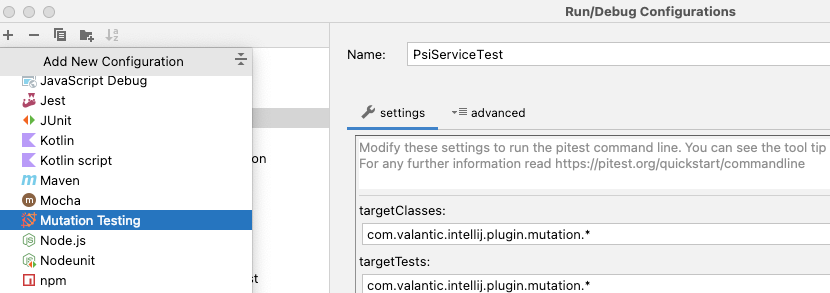 Run/Debug Configurations
Add New Configuration
JavaScript Debug
Jest
JUnit
Kotlin
Kotlin script
Maven
Mocha
Mutation Testing
Node.js
Nodeunit
npm
on
st
Name:
PsiServiceTest
settings
advanced
Modify these settings to run the pitest command line. You can see the tool tip
For any further information read https://pitest.org/quickstart/commandline
targetClasses:
com.valantic.intellij.plugin.mutation.*
targetTests:
com.valantic.intellij.plugin.mutation.*